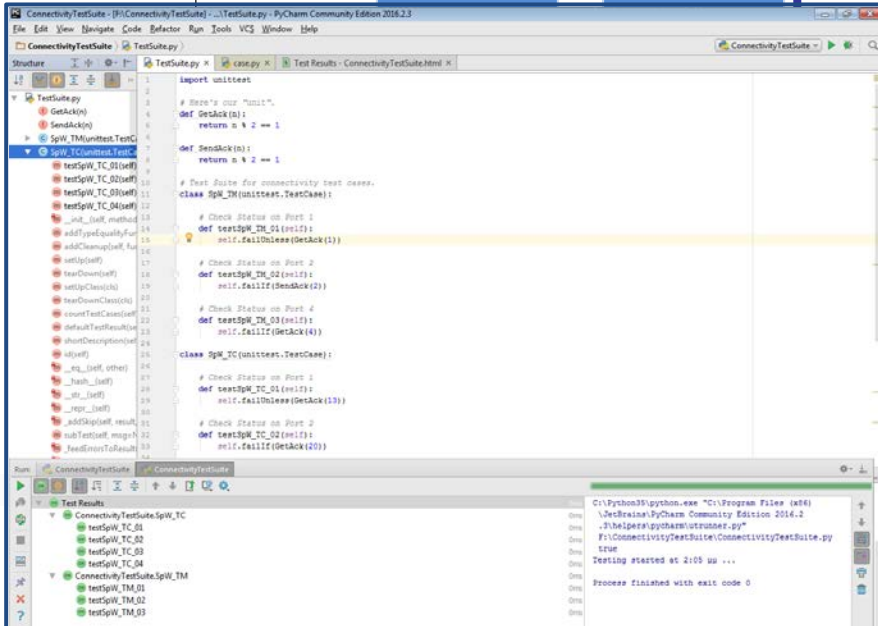 ConnectivityTestSuite - [F:\ConnectivityTestSuite] - ...\TestSuite.py - PyCharm Community Edition 2016.2.3
File Edit View Navigate Code Refactor Run Tools VCS Window Help
ConnectivityTestSuite TestSuite.py
ConnectivityTestSuite
Structure
TestSuite.py
case.py
Test Results - ConnectivityTestSuite.html
TestSuite.py
GetAck(n)
SendAck(n)
SpW_TM(unittest.TestCa
SpW_TC(unittest.TestCa
testSpW_TC_01(self)
testSpW_TC_02(self)
testSpW_TC_03(self)
testSpW_TC_04(self)
__init__(self, method
addTypeEqualityFun
addCleanup(self, fun
setUp(self)
tearDown(self)
setUpClass(cls)
tearDownClass(cls)
countTestCases(self
defaultTestResult(se
shortDescription(sel
id(self)
__eq__(self, other)
__hash__(self)
__str__(self)
__repr__(self)
_addSkip(self, result,
subTest(self, msg=N
_feedErrorsToResult
1 import unittest
2
3 # Here's our "unit".
4 def GetAck(n):
5 return n % 2 == 1
6
7 def SendAck(n):
8 return n % 2 == 1
9
10 # Test Suite for connectivity test cases.
11 class SpW_TM(unittest.TestCase):
12
13 # Check Status on Port 1
14 def testSpW_TM_01(self):
15 self.failUnless(GetAck(1))
16
17 # Check Status on Port 2
18 def testSpW_TM_02(self):
19 self.failIf(SendAck(2))
20
21 # Check Status on Port 4
22 def testSpW_TM_03(self):
23 self.failIf(GetAck(4))
24
25 class SpW_TC(unittest.TestCase):
26
27 # Check Status on Port 1
28 def testSpW_TC_01(self):
29 self.failUnless(GetAck(13))
30
31 # Check Status on Port 2
32 def testSpW_TC_02(self):
33 self.failIf(GetAck(20))
34
Run: ConnectivityTestSuite ConnectivityTestSuite
Test Results
ConnectivityTestSuite.SpW_TC 0ms
testSpW_TC_01 0ms
testSpW_TC_02 0ms
testSpW_TC_03 0ms
testSpW_TC_04 0ms
ConnectivityTestSuite.SpW_TM 0ms
testSpW_TM_01 0ms
testSpW_TM_02 0ms
testSpW_TM_03 0ms
C:\Python35\python.exe "C:\Program Files (x86)
\JetBrains\PyCharm Community Edition 2016.2
.3\helpers\pycharm\utrunner.py"
F:\ConnectivityTestSuite\ConnectivityTestSuite.py
true
Testing started at 2:05 μμ ...
Process finished with exit code 0